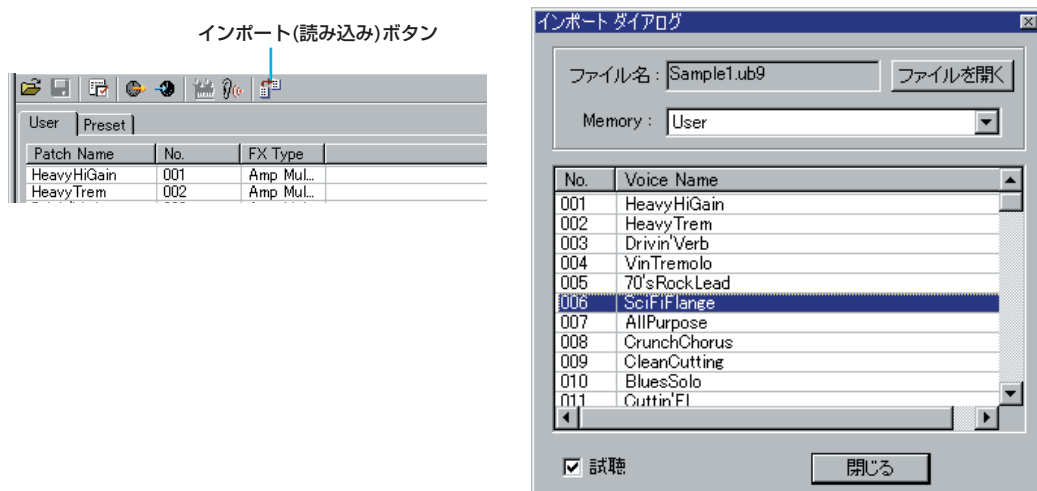 インポート(読み込み)ボタン
User Preset
Patch Name No. FX Type
HeavyHiGain 001 Amp Mul...
HeavyTrem 002 Amp Mul...
インポート ダイアログ
ファイル名 : Sample1.ub9 ファイルを開く
Memory : User
No. Voice Name
001 HeavyHiGain
002 HeavyTrem
003 Drivin'Verb
004 VinTremolo
005 70'sRockLead
006 SciFiFlange
007 AllPurpose
008 CrunchChorus
009 CleanCutting
010 BluesSolo
011 Cuttin'FL
試聴 閉じる